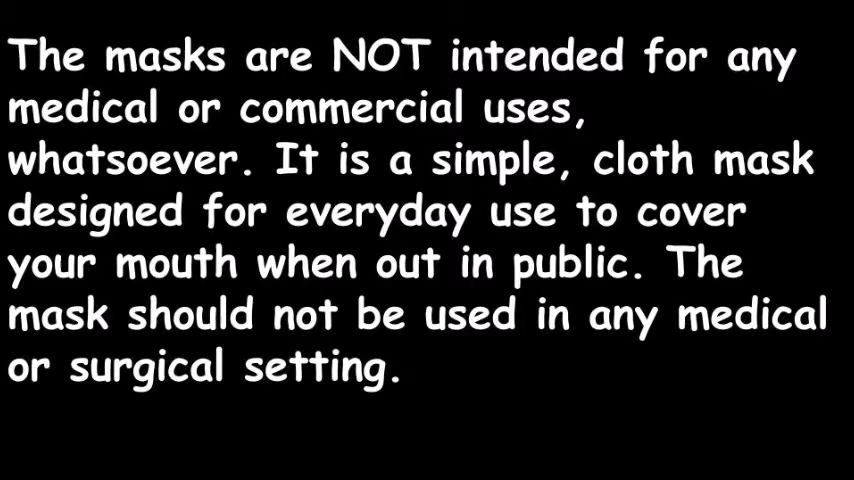 The masks are NOT intended for any
medical or commercial uses,
whatsoever. It is a simple, cloth mask
designed for everyday use to cover
your mouth when out in public. The
mask should not be used in any medical
or surgical setting.